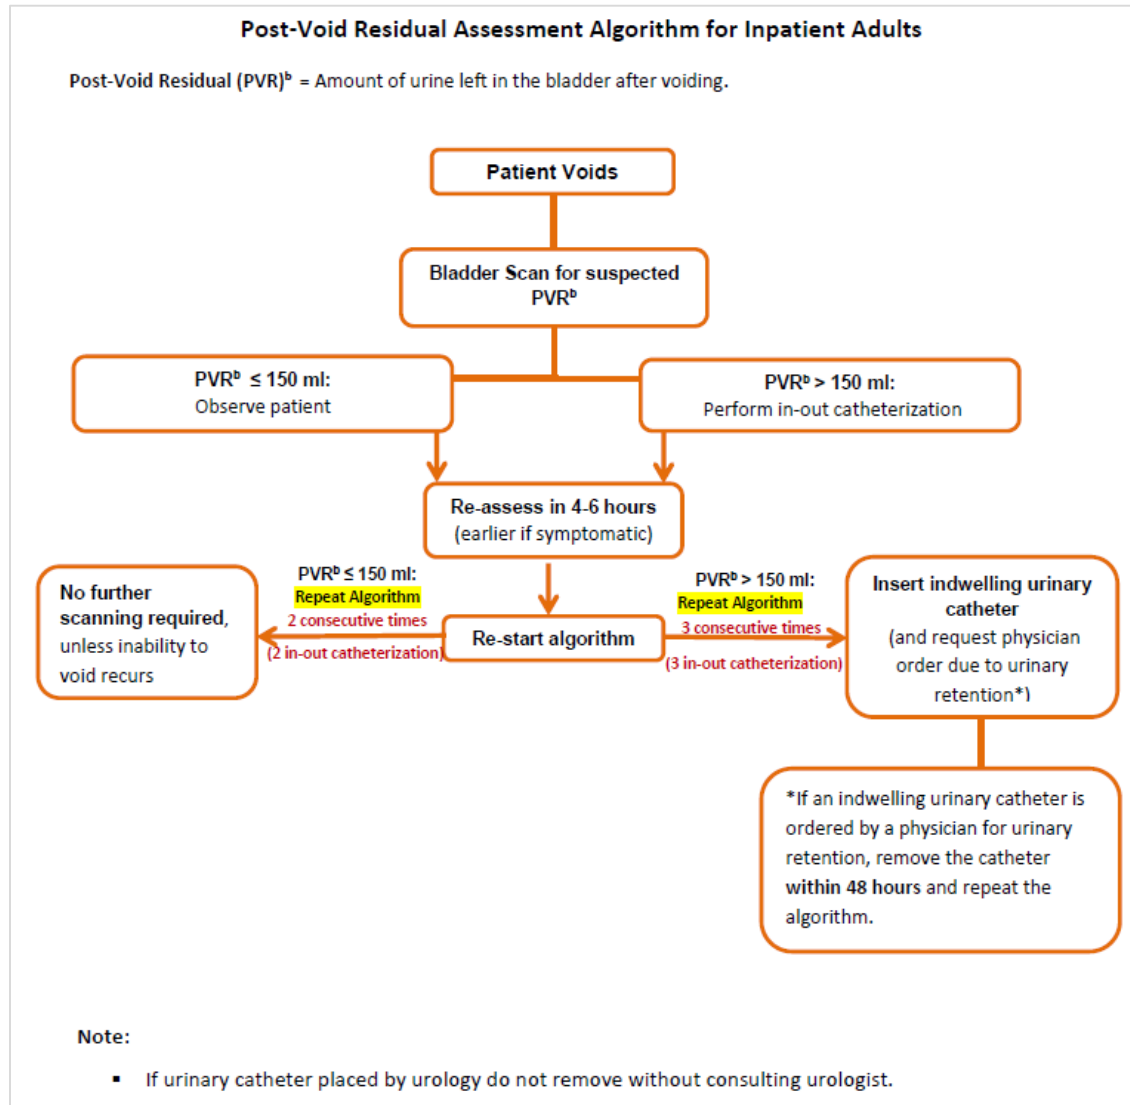 Post-Void Residual Assessment Algorithm for Inpatient Adults
Post-Void Residual (PVR)ᵇ = Amount of urine left in the bladder after voiding.
Patient Voids
Bladder Scan for suspected
PVRᵇ
PVRᵇ ≤ 150 ml:
Observe patient
PVRᵇ > 150 ml:
Perform in-out catheterization
Re-assess in 4-6 hours
(earlier if symptomatic)
No further
scanning required,
unless inability to
void recurs
PVRᵇ ≤ 150 ml:
Repeat Algorithm
2 consecutive times
(2 in-out catheterization)
Re-start algorithm
PVRᵇ > 150 ml:
Repeat Algorithm
3 consecutive times
(3 in-out catheterization)
Insert indwelling urinary
catheter
(and request physician
order due to urinary
retention*)
*If an indwelling urinary catheter is
ordered by a physician for urinary
retention, remove the catheter
within 48 hours and repeat the
algorithm.
Note:
▪ If urinary catheter placed by urology do not remove without consulting urologist.